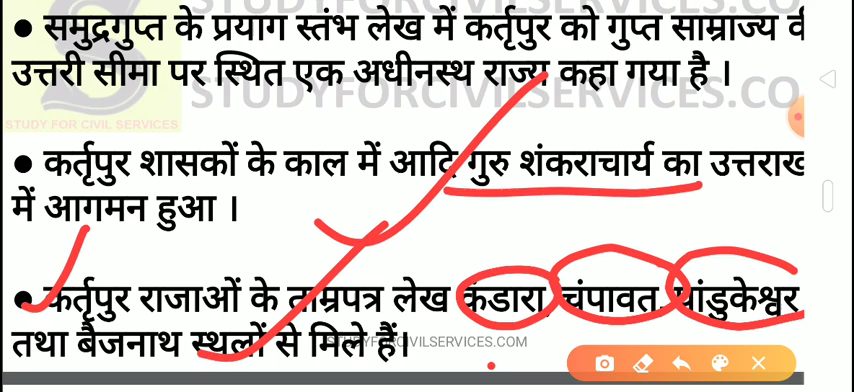 ● समुद्रगुप्त के प्रयाग स्तंभ लेख में कर्तृपुर को गुप्त साम्राज्य
उत्तरी सीमा पर स्थित एक अधीनस्थ राज्य कहा गया है ।
STUDYFORCIVILSERVICES.CO
STUDY FOR CIVIL SERVICES
● कर्तृपुर शासकों के काल में आदि गुरु शंकराचार्य का उत्तराख
में आगमन हुआ ।
● कर्तृपुर राजाओं के ताम्रपत्र लेख कंडारा, चंपावत, पांडुकेश्वर
तथा बैजनाथ स्थलों से मिले हैं।
STUDYFORCIVILSERVICES.COM